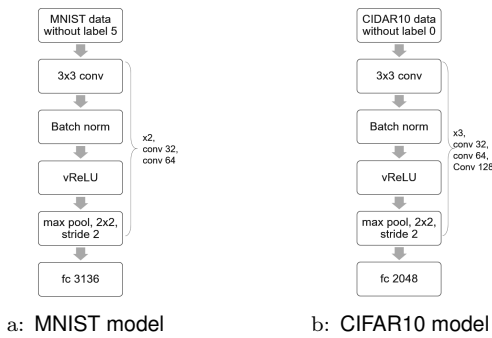 MNIST data
without label 5
3x3 conv
Batch norm
vReLU
max pool, 2x2,
stride 2
fc 3136
x2,
conv 32,
conv 64
a: MNIST model
CIDAR10 data
without label 0
3x3 conv
Batch norm
vReLU
max pool, 2x2,
stride 2
fc 2048
x3,
conv 32,
conv 64,
Conv 128
b: CIFAR10 model